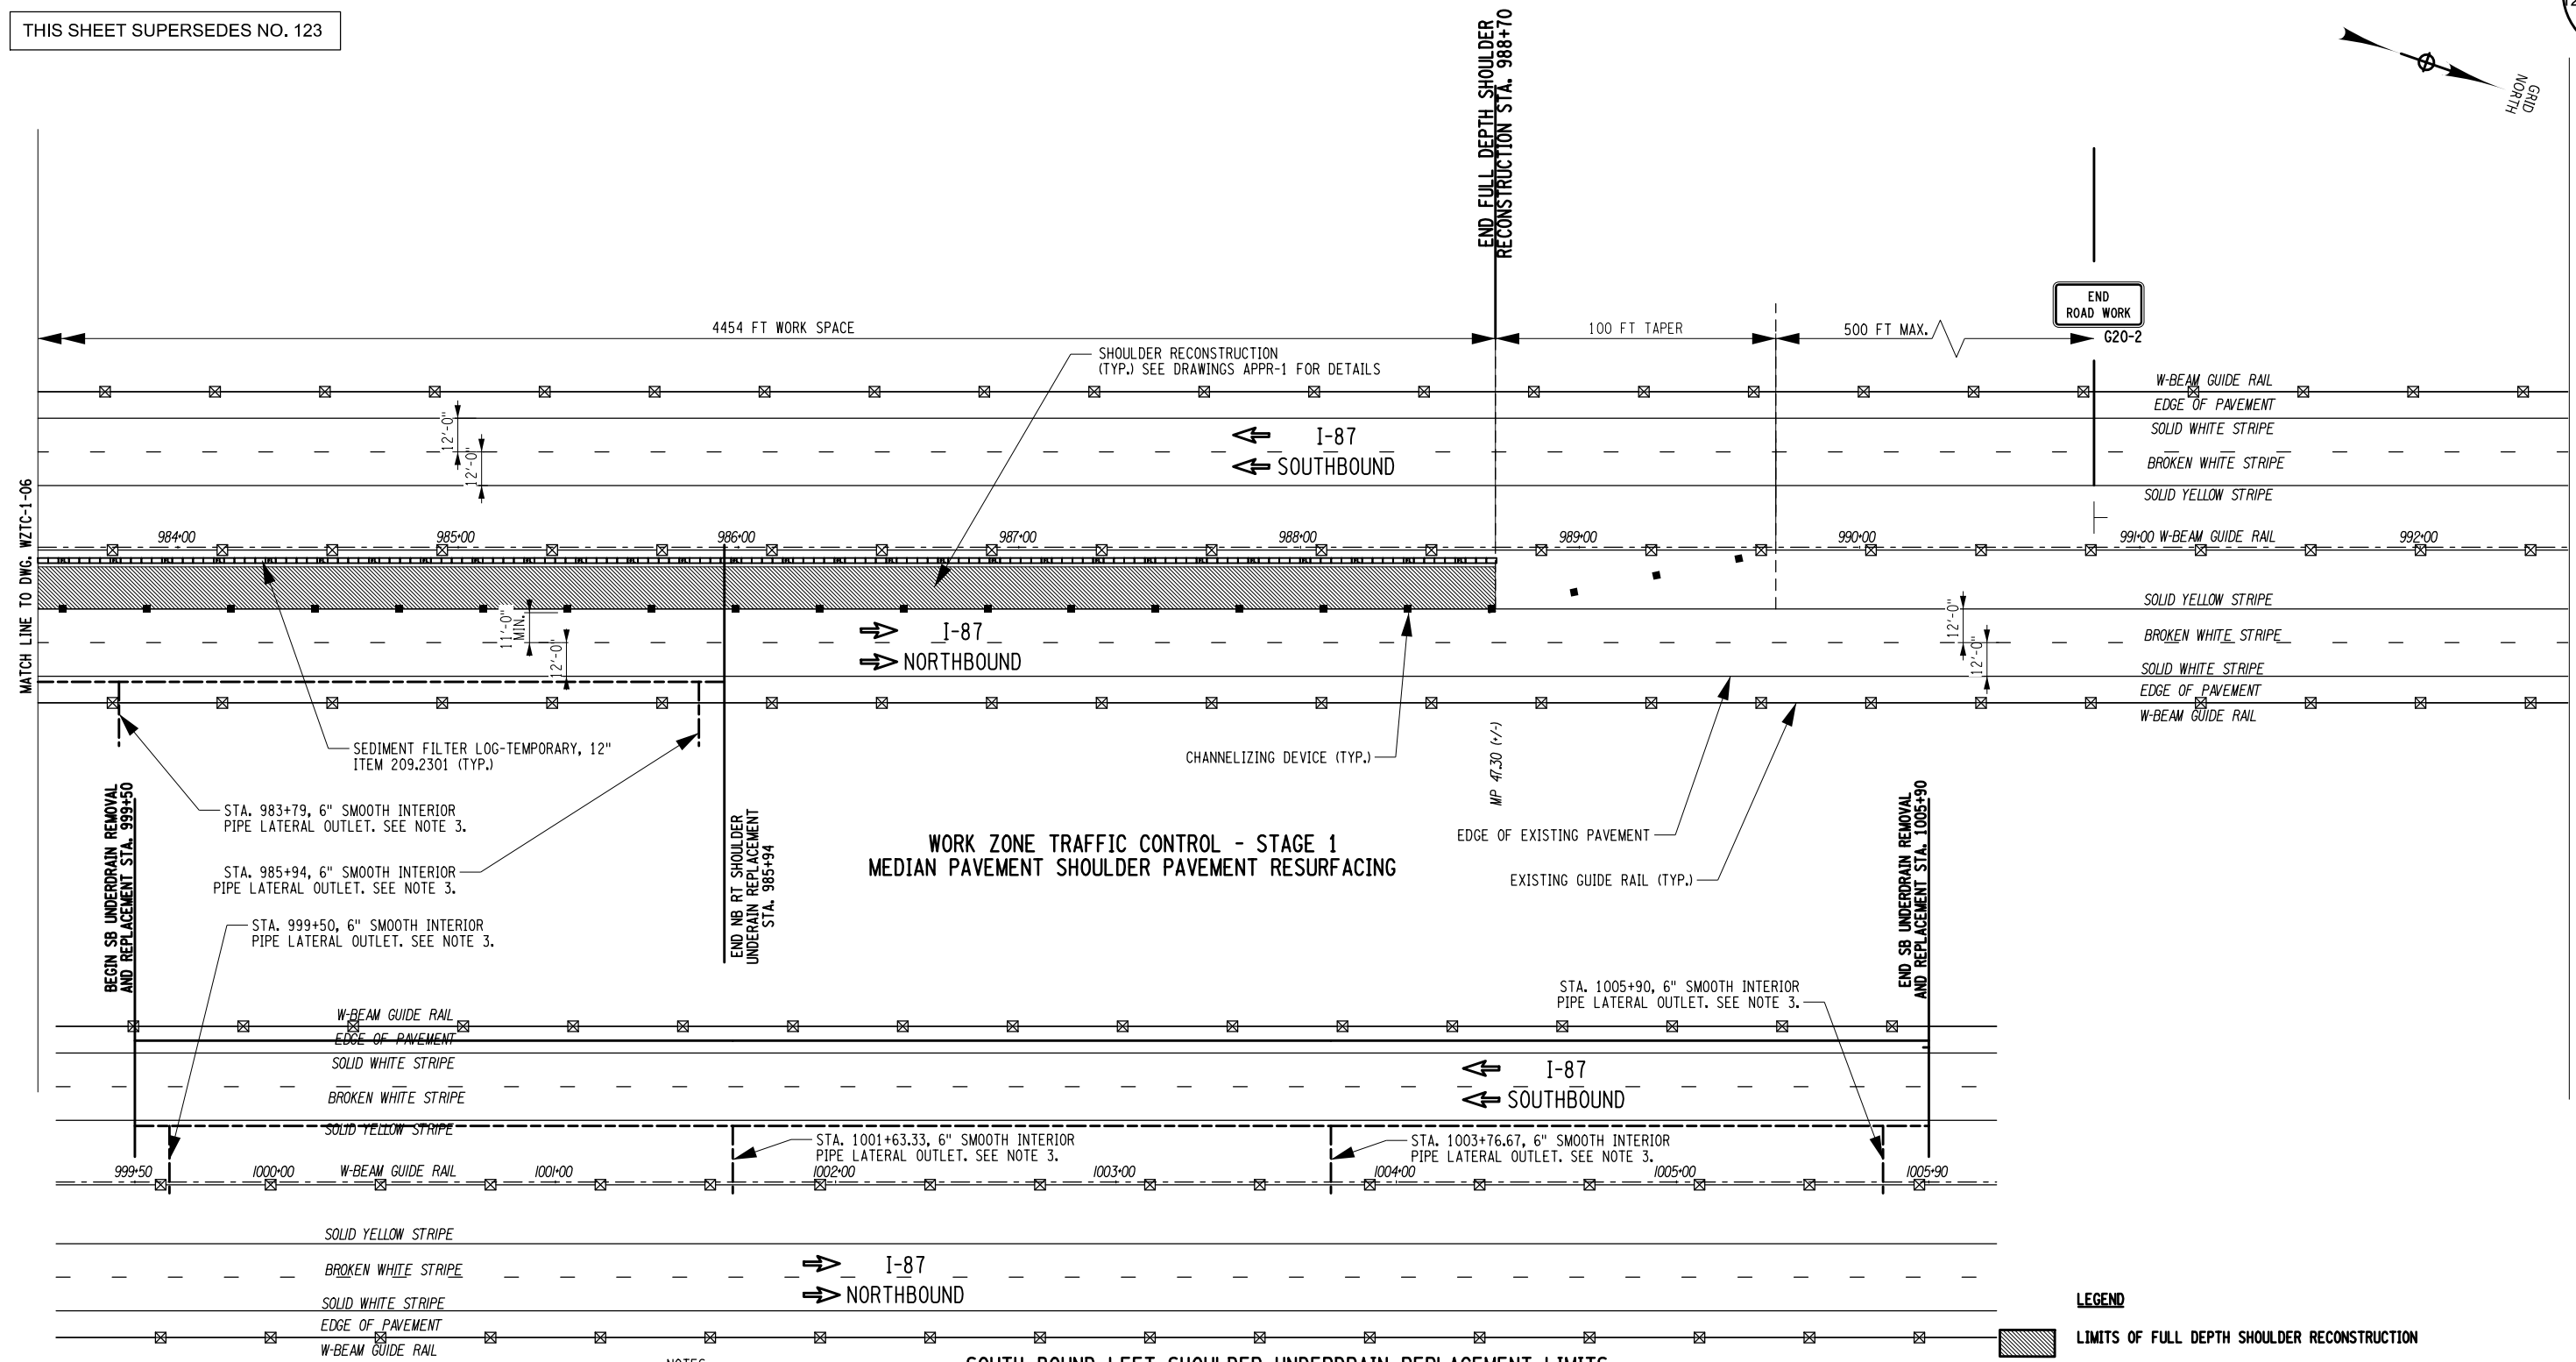 THIS SHEET SUPERSEDES NO. 123
END FULL DEPTH SHOULDER
RECONSTRUCTION STA. 988+70
GRID
NORTH
END
ROAD WORK
G20-2
4454 FT WORK SPACE
100 FT TAPER
500 FT MAX.
SHOULDER RECONSTRUCTION
(TYP.) SEE DRAWINGS APPR-1 FOR DETAILS
W-BEAM GUIDE RAIL
EDGE OF PAVEMENT
SOLID WHITE STRIPE
BROKEN WHITE STRIPE
SOLID YELLOW STRIPE
12'-0"
12'-0"
I-87
SOUTHBOUND
MATCH LINE TO DWG. WZTC-1-06
984+00
985+00
986+00
987+00
988+00
989+00
990+00
991+00
W-BEAM GUIDE RAIL
992+00
SOLID YELLOW STRIPE
BROKEN WHITE STRIPE
SOLID WHITE STRIPE
EDGE OF PAVEMENT
W-BEAM GUIDE RAIL
11'-0"
MIN.
12'-0"
I-87
NORTHBOUND
12'-0"
12'-0"
SEDIMENT FILTER LOG-TEMPORARY, 12"
ITEM 209.2301 (TYP.)
CHANNELIZING DEVICE (TYP.)
MP 47.30 (+/-)
STA. 983+79, 6" SMOOTH INTERIOR
PIPE LATERAL OUTLET. SEE NOTE 3.
STA. 985+94, 6" SMOOTH INTERIOR
PIPE LATERAL OUTLET. SEE NOTE 3.
STA. 999+50, 6" SMOOTH INTERIOR
PIPE LATERAL OUTLET. SEE NOTE 3.
BEGIN SB UNDERDRAIN REMOVAL
AND REPLACEMENT STA. 999+50
END NB RT SHOULDER
UNDERAIN REPLACEMENT
STA. 985+94
WORK ZONE TRAFFIC CONTROL - STAGE 1
MEDIAN PAVEMENT SHOULDER PAVEMENT RESURFACING
EDGE OF EXISTING PAVEMENT
EXISTING GUIDE RAIL (TYP.)
END SB UNDERDRAIN REMOVAL
AND REPLACEMENT STA. 1005+90
STA. 1005+90, 6" SMOOTH INTERIOR
PIPE LATERAL OUTLET. SEE NOTE 3.
W-BEAM GUIDE RAIL
EDGE OF PAVEMENT
SOLID WHITE STRIPE
BROKEN WHITE STRIPE
SOLID YELLOW STRIPE
I-87
SOUTHBOUND
STA. 1001+63.33, 6" SMOOTH INTERIOR
PIPE LATERAL OUTLET. SEE NOTE 3.
STA. 1003+76.67, 6" SMOOTH INTERIOR
PIPE LATERAL OUTLET. SEE NOTE 3.
999+50
1000+00
W-BEAM GUIDE RAIL
1001+00
1002+00
1003+00
1004+00
1005+00
1005+90
SOLID YELLOW STRIPE
BROKEN WHITE STRIPE
SOLID WHITE STRIPE
EDGE OF PAVEMENT
W-BEAM GUIDE RAIL
I-87
NORTHBOUND
LEGEND
LIMITS OF FULL DEPTH SHOULDER RECONSTRUCTION
NOTES
SOUTH BOUND LEFT SHOULDER UNDERDRAIN REPLACEMENT LIMITS